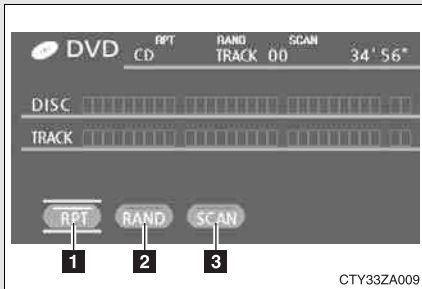 RPT RAND SCAN
DVD CD TRACK 00 34'56"
DISC
TRACK
RPT RAND SCAN
1 2 3
CTY33ZA009